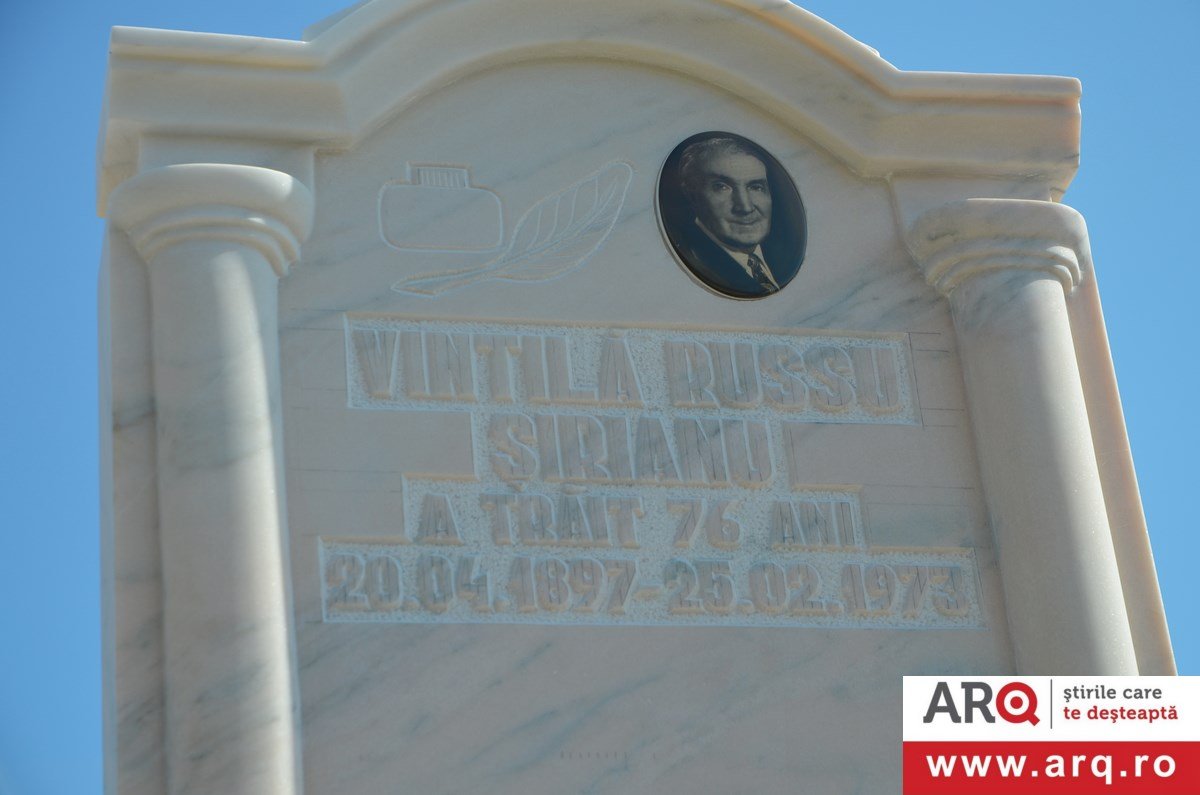 VINTILĂ RUSSU
ȘIRIANU
A TRĂIT 76 ANI
20.04.1897-25.02.1973
ARQ
știrile care
te deșteaptă
www.arq.ro